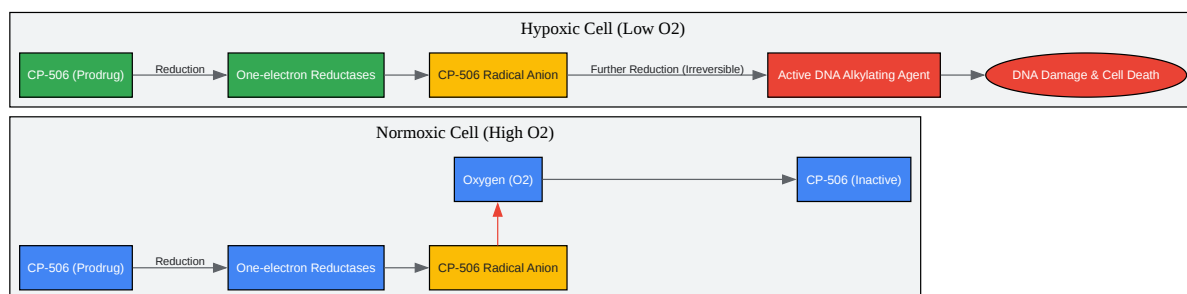 Hypoxic Cell (Low O2)
CP-506 (Prodrug)
Reduction
One-electron Reductases
CP-506 Radical Anion
Further Reduction (Irreversible)
Active DNA Alkylating Agent
DNA Damage & Cell Death
Normoxic Cell (High O2)
Oxygen (O2)
CP-506 (Inactive)
CP-506 (Prodrug)
Reduction
One-electron Reductases
CP-506 Radical Anion